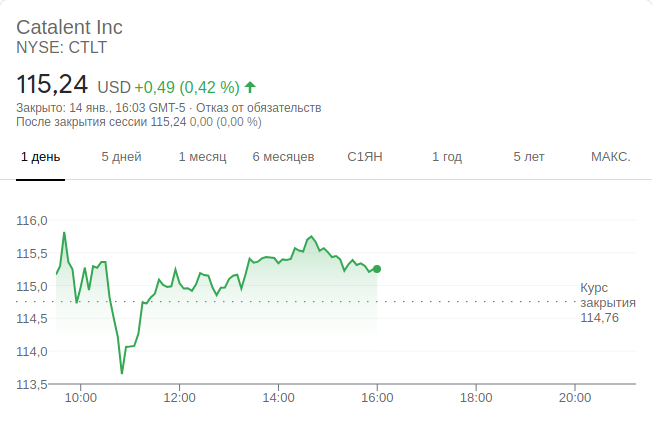 Catalent Inc
NYSE: CTLT
115,24 USD +0,49 (0,42 %)
Закрыто: 14 янв., 16:03 GMT-5 · Отказ от обязательств
После закрытия сессии 115,24 0,00 (0,00 %)
1 день 5 дней 1 месяц 6 месяцев С1ЯН 1 год 5 лет МАКС.
116,0
115,5
115,0
114,5
114,0
113,5
Курс
закрытия
114,76
10:00 12:00 14:00 16:00 18:00 20:00